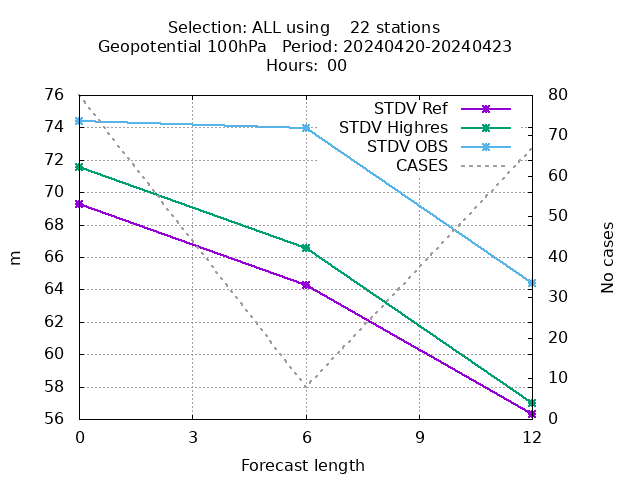 Selection: ALL using    22 stations
Geopotential 100hPa   Period: 20240420-20240423
Hours: 00
76
74
72
70
68
66
64
62
60
58
56
80
70
60
50
40
30
20
10
0
STDV Ref
STDV Highres
STDV OBS
CASES
m
No cases
0
3
6
9
12
Forecast length